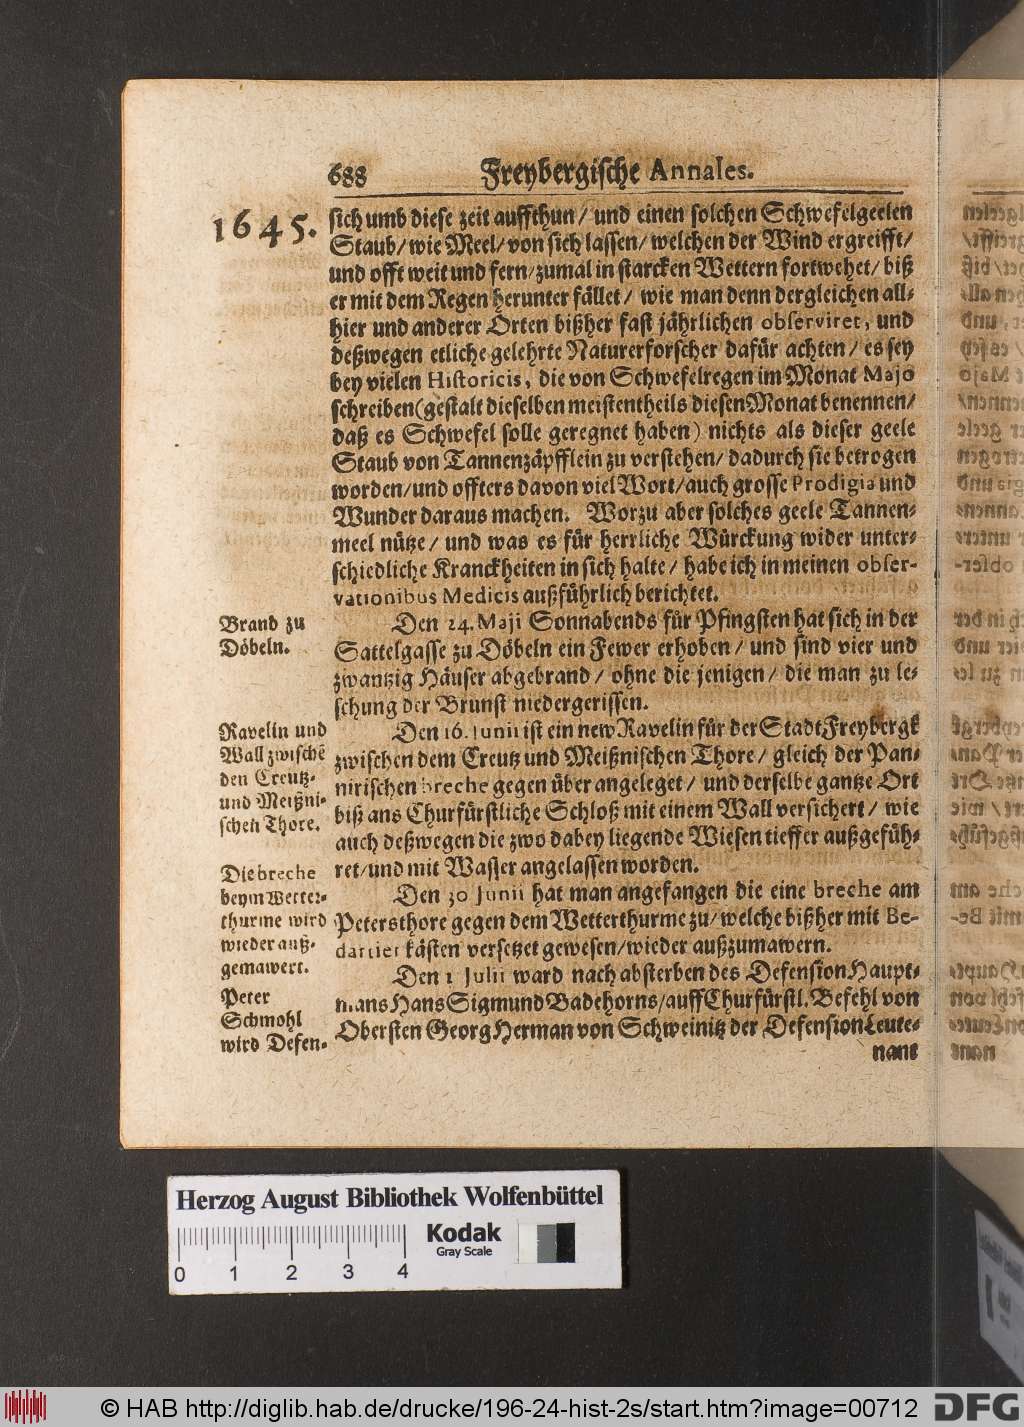 688 Freybergische Annales.
1645.
sich umb diese zeit auffthun / und einen solchen Schwefelgeelen
Staub / wie Meel / von sich lassen / welchen der Wind ergreifft /
und offt weit und fern / zumal in starcken Wettern fortwehet / biß
er mit dem Regen herunter fället / wie man denn dergleichen all-
hier und anderer Orten bißher fast jährlichen observiret, und
deßwegen etliche gelehrte Naturerforscher dafür achten / es sey
bey vielen Historicis, die von Schwefelregen im Monat Majo
schreiben (gestalt dieselben meistentheils diesen Monat benennen /
daß es Schwefel solle geregnet haben) nichts als dieser geele
Staub von Tannenzäpfflein zu verstehen / dadurch sie betrogen
worden / und offters davon viel Wort / auch grosse Prodigia und
Wunder daraus machen. Worzu aber solches geele Tannen-
meel nütze / und was es für herrliche Würckung wider unter-
schiedliche Kranckheiten in sich halte / habe ich in meinen obser-
vationibus Medicis außführlich berichtet.
Brand zu
Döbeln.
Den 24. Maji Sonnabends für Pfingsten hat sich in der
Sattelgasse zu Döbeln ein Fewer erhoben / und sind vier und
zwantzig Häuser abgebrand / ohne die jenigen / die man zu le-
schung der Brunst niedergerissen.
Ravelin und
Wall zwischē
den Creutz-
und Meißni-
schen Thore.
Den 16. Junii ist ein new Ravelin für der Stadt Freybergk
zwischen dem Creutz und Meißnischen Thore / gleich der Pan-
nirischen breche gegen über angeleget / und derselbe gantze Ort
biß ans Churfürstliche Schloß mit einem Wall versichert / wie
auch deßwegen die zwo dabey liegende Wiesen tieffer außgefüh-
ret / und mit Wasser angelassen worden.
Die breche
beym Wetter-
thurme wird
wieder auß-
gemawert.
Den 30 Junii hat man angefangen die eine breche am
Petersthore gegen dem Wetterthurme zu / welche bißher mit Be-
dartier kästen versetzet gewesen / wieder außzumawern.
Peter
Schmohl
wird Defen-
Den 1 Julii ward nach absterben des Defension Haupt-
mans Hans Sigmund Badehorns / auff Churfürstl. Befehl von
Obersten Georg Herman von Schweinitz der Defension Leute-
nant
Herzog August Bibliothek Wolfenbüttel
Kodak
Gray Scale
0 1 2 3 4
© HAB http://diglib.hab.de/drucke/196-24-hist-2s/start.htm?image=00712
DFG